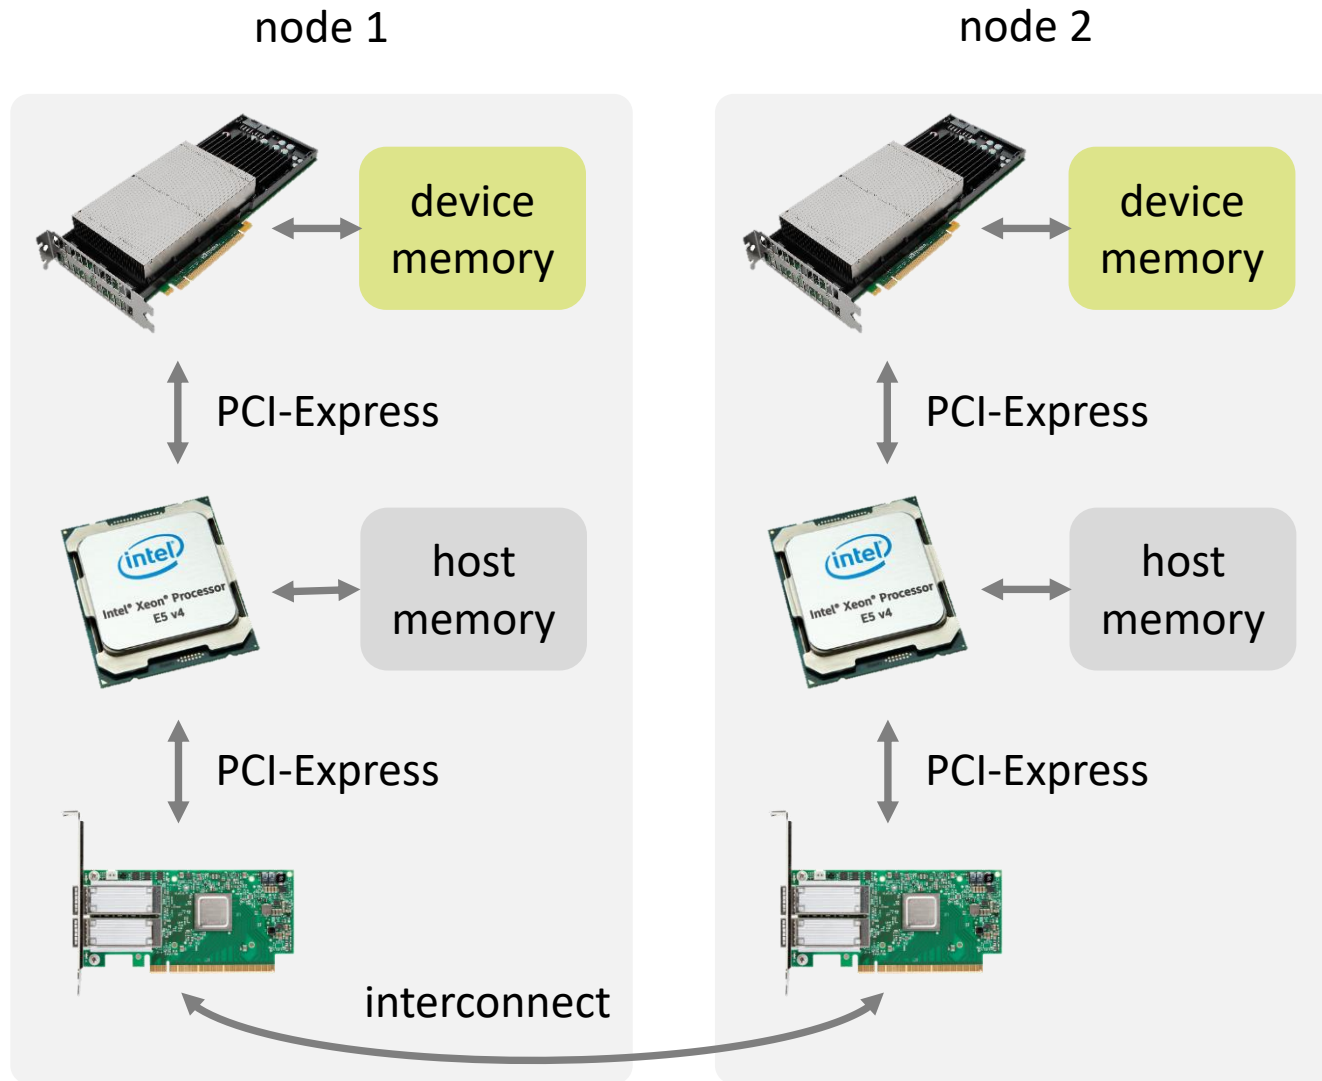 node 1
node 2
device
memory
device
memory
PCI-Express
PCI-Express
intel
Intel® Xeon® Processor
E5 v4
host
memory
intel
Intel® Xeon® Processor
E5 v4
host
memory
PCI-Express
PCI-Express
interconnect